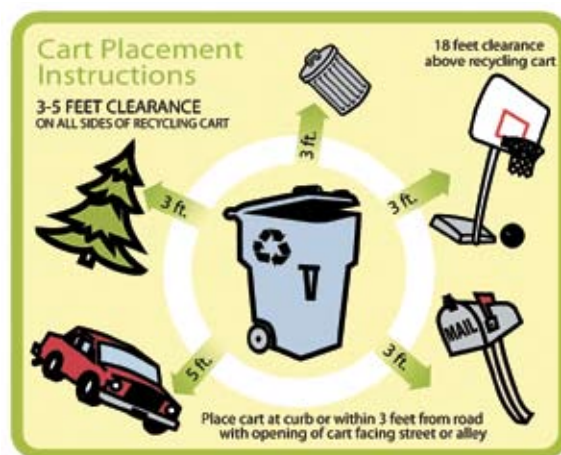 Cart Placement
Instructions
3-5 FEET CLEARANCE
ON ALL SIDES OF RECYCLING CART
18 feet clearance
above recycling cart
3 ft.
3 ft.
3 ft.
5 ft.
3 ft.
MAIL
Place cart at curb or within 3 feet from road
with opening of cart facing street or alley